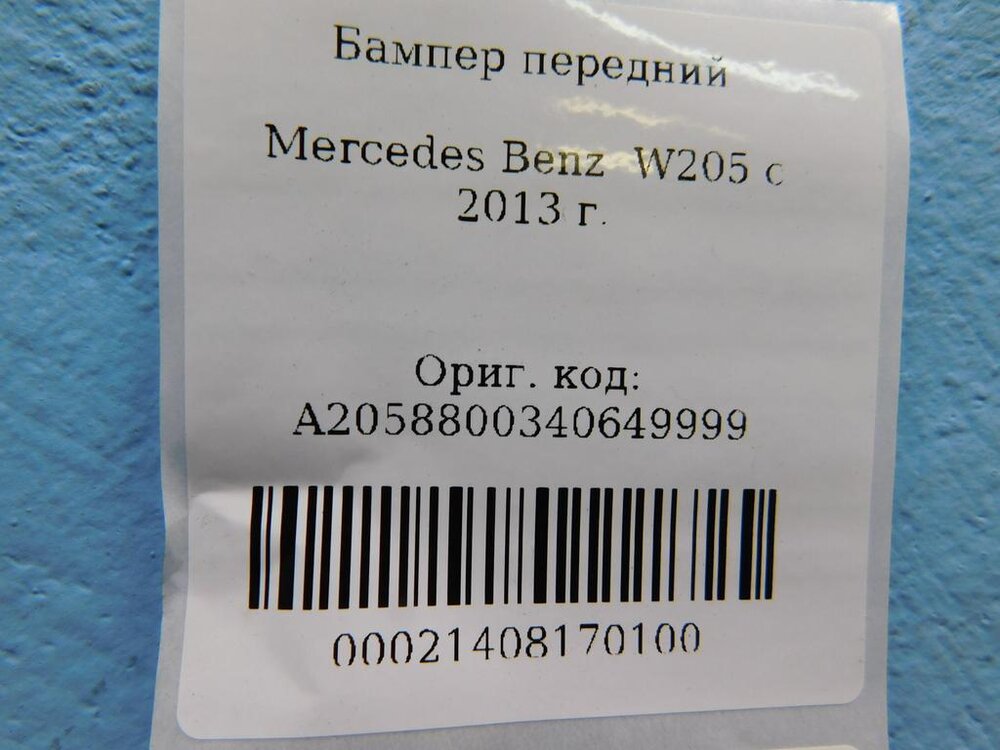 Бампер передний
Mercedes Benz W205 с
2013 г.
Ориг. код:
A2058800340649999
00021408170100